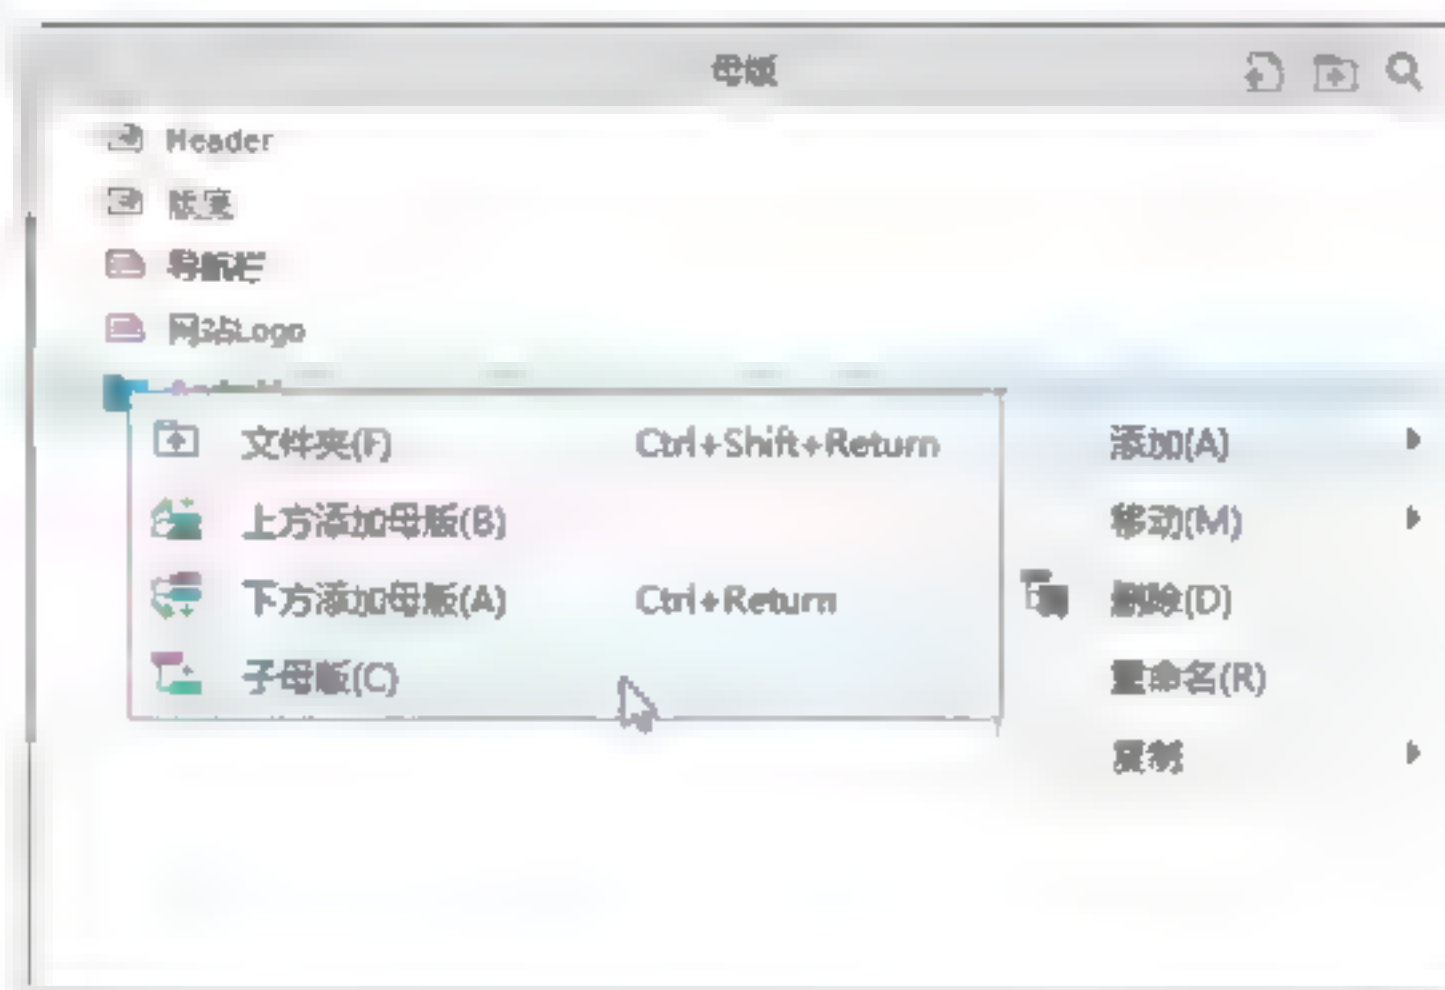 母版
Header
版宽
导航栏
网站Logo
文件夹(F) Ctrl+Shift+Return 添加(A)
上方添加母版(B) 移动(M)
下方添加母版(A) Ctrl+Return 删除(D)
子母版(C) 重命名(R)
复制